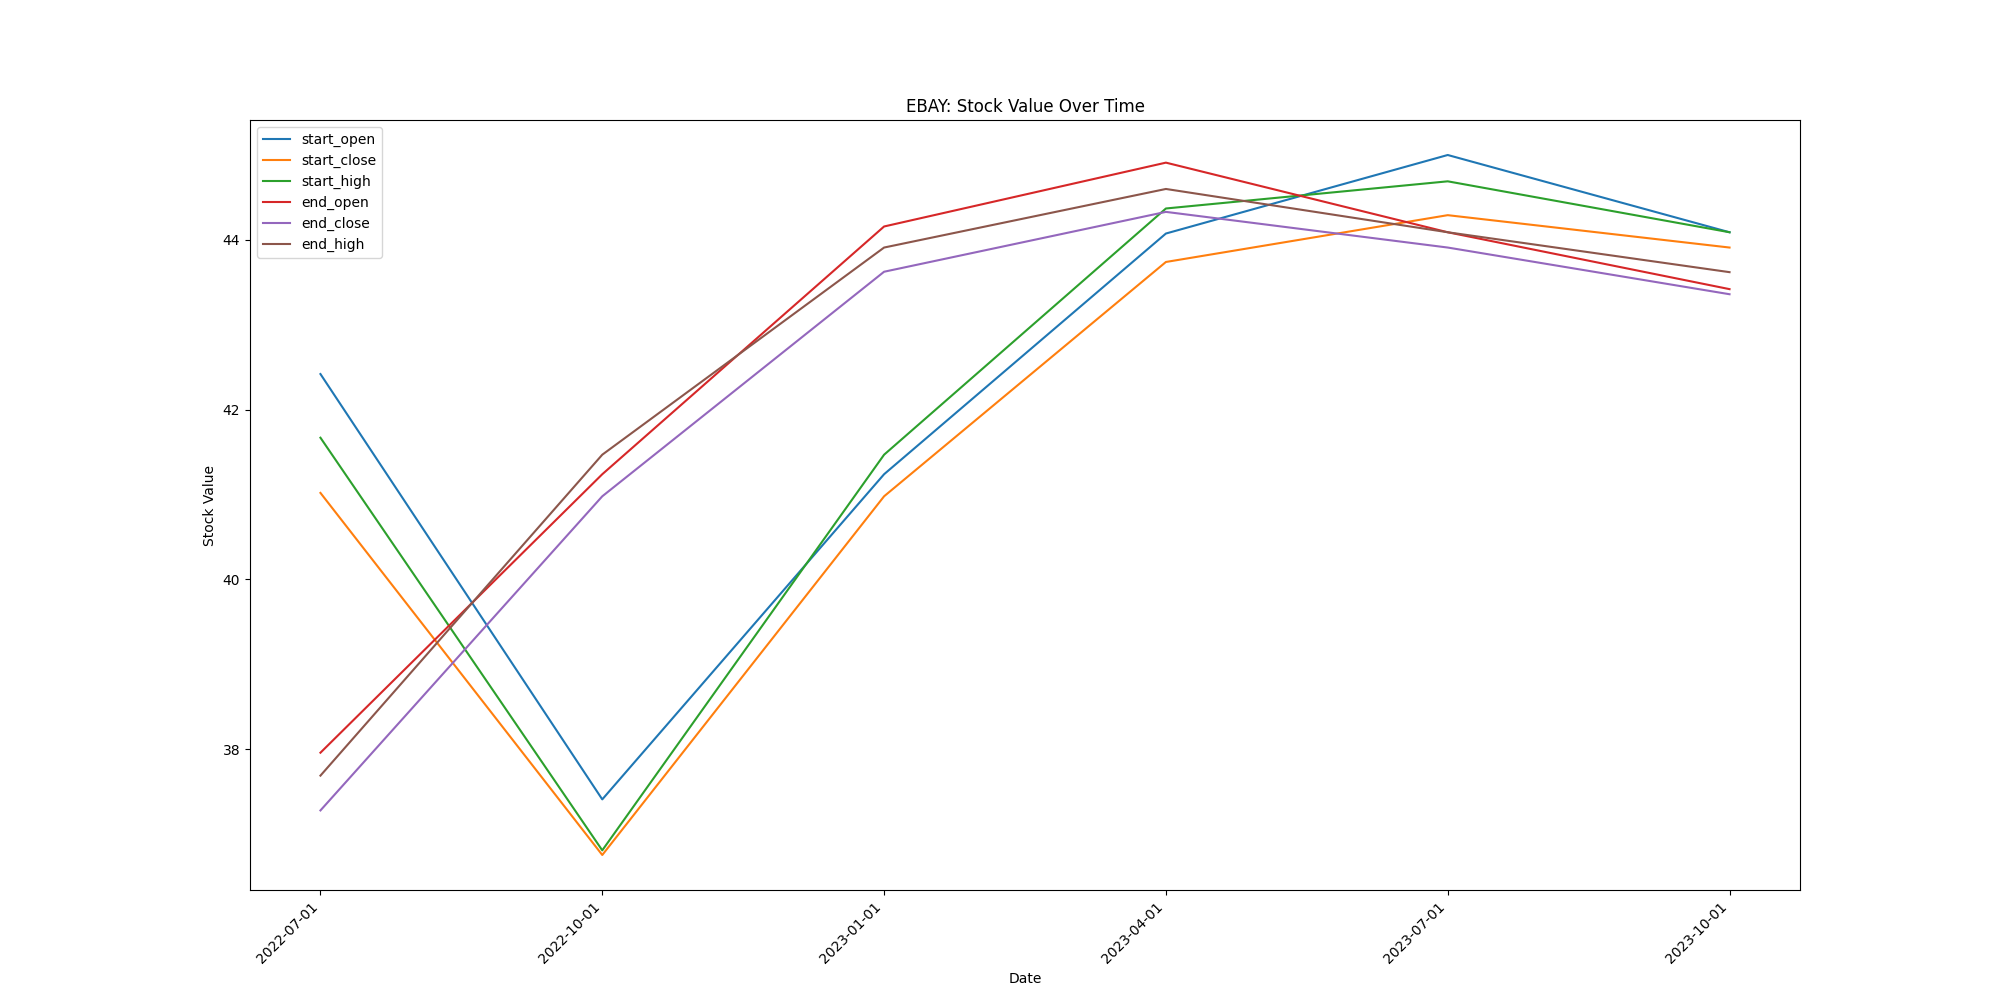 EBAY: Stock Value Over Time
start_open
start_close
start_high
end_open
end_close
end_high
Stock Value
44
42
40
38
2022-07-01
2022-10-01
2023-01-01
2023-04-01
2023-07-01
2023-10-01
Date